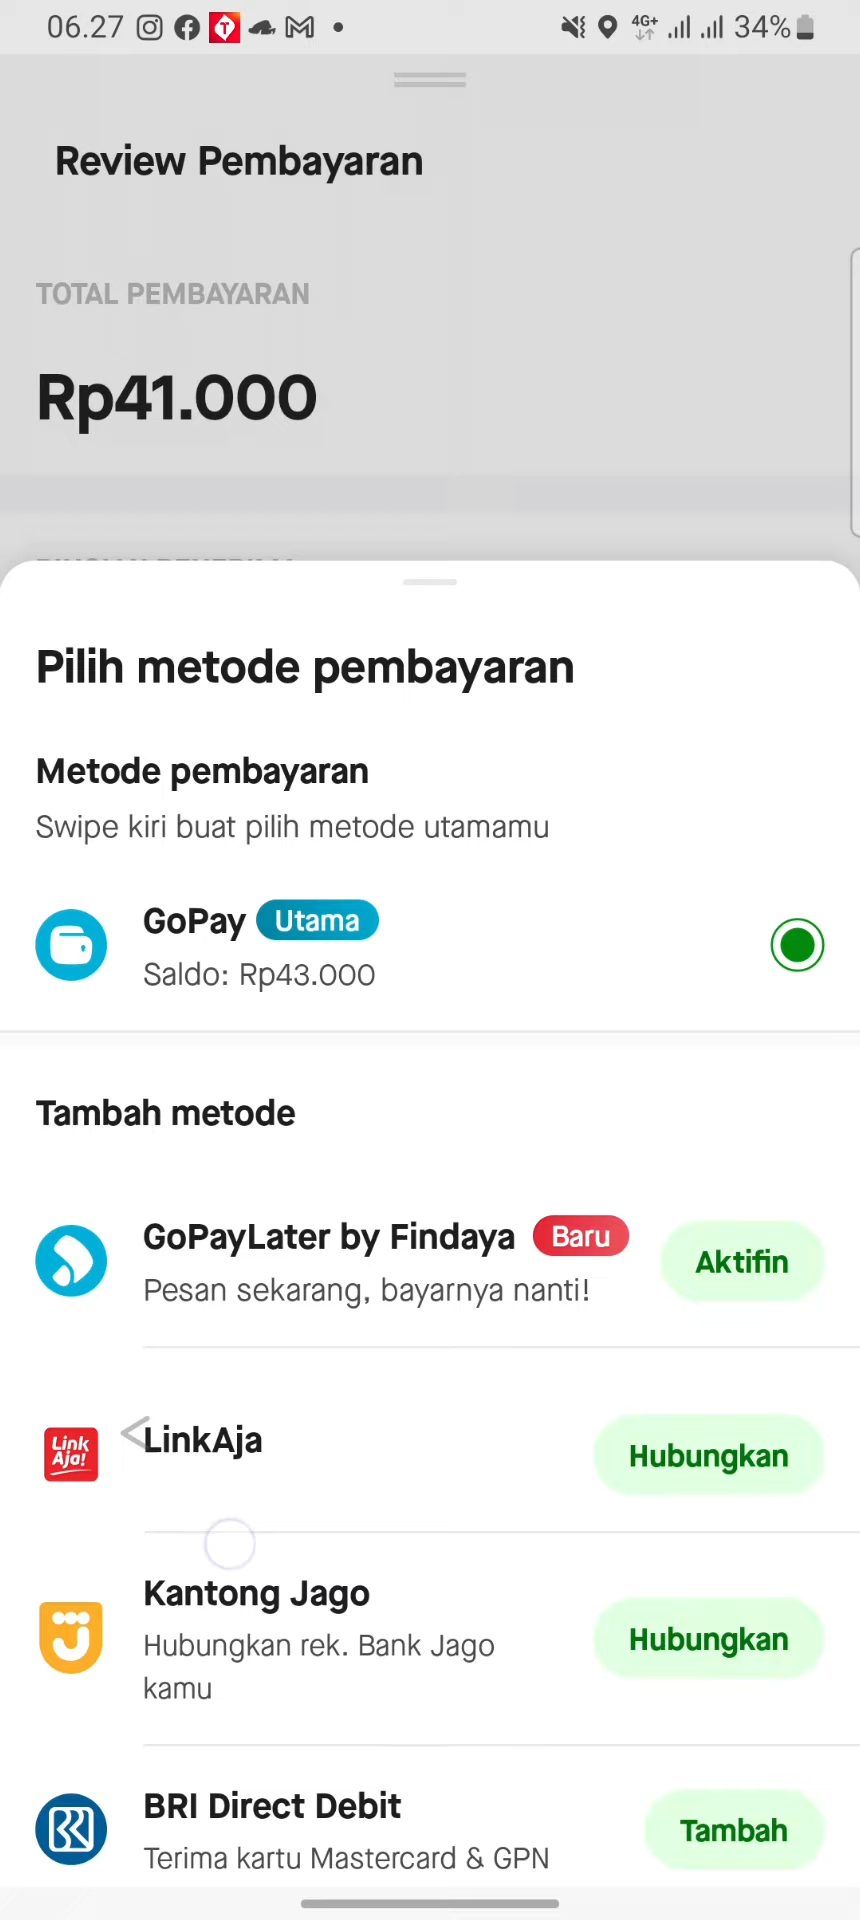 06.27
4G+
34%
Review Pembayaran
TOTAL PEMBAYARAN
Rp41.000
Pilih metode pembayaran
Metode pembayaran
Swipe kiri buat pilih metode utamamu
GoPay Utama
Saldo: Rp43.000
Tambah metode
GoPayLater by Findaya Baru
Pesan sekarang, bayarnya nanti!
Aktifin
Link
Aja!
LinkAja
Hubungkan
Kantong Jago
Hubungkan rek. Bank Jago
kamu
Hubungkan
BRI Direct Debit
Terima kartu Mastercard & GPN
Tambah